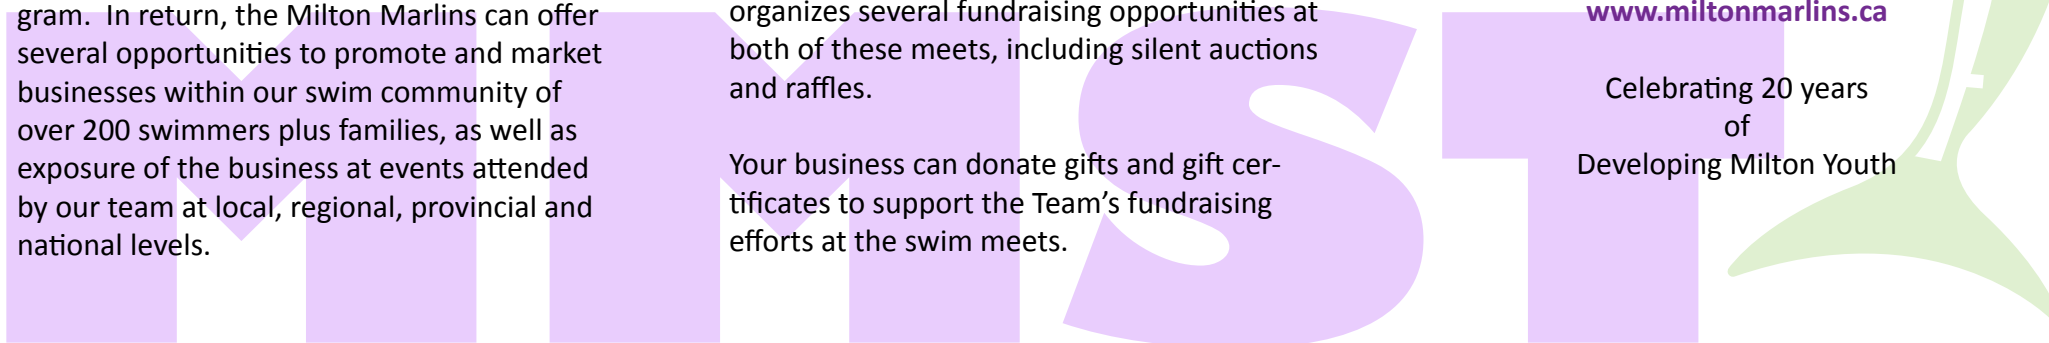 gram.  In return, the Milton Marlins can offer
several opportunities to promote and market
businesses within our swim community of
over 200 swimmers plus families, as well as
exposure of the business at events attended
by our team at local, regional, provincial and
national levels.
organizes several fundraising opportunities at
both of these meets, including silent auctions
and raffles.
Your business can donate gifts and gift cer-
tificates to support the Team’s fundraising
efforts at the swim meets.
www.miltonmarlins.ca
Celebrating 20 years
of
Developing Milton Youth
MMST